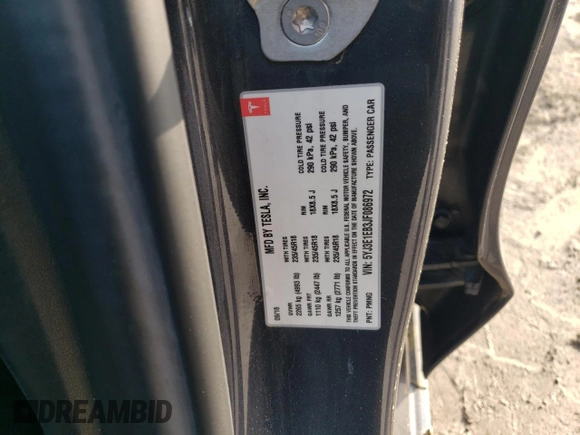 MFD BY TESLA, INC.
09/18
GVWR
2265 kg (4993 lb)
GAWR FRT
1110 kg (2447 lb)
WITH TIRES
235/45R18
RIM
18X8.5 J
COLD TIRE PRESSURE
290 kPa, 42 psi
GAWR RR
1257 kg (2771 lb)
WITH TIRES
235/45R18
RIM
18X8.5 J
COLD TIRE PRESSURE
290 kPa, 42 psi
THIS VEHICLE CONFORMS TO ALL APPLICABLE U.S. FEDERAL MOTOR VEHICLE SAFETY, BUMPER, AND
THEFT PREVENTION STANDARDS IN EFFECT ON THE DATE OF MANUFACTURE SHOWN ABOVE.
VIN: 5YJ3E1EB3JF086972 TYPE: PASSENGER CAR
PNT: PMNG
DREAMBID